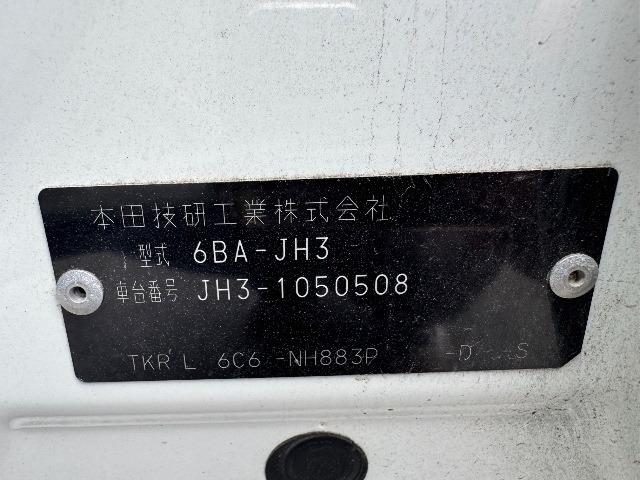 本田技研工業株式会社
型式 6BA-JH3
車台番号 JH3-1050508
TKR L 6C6 -NH883P -D S